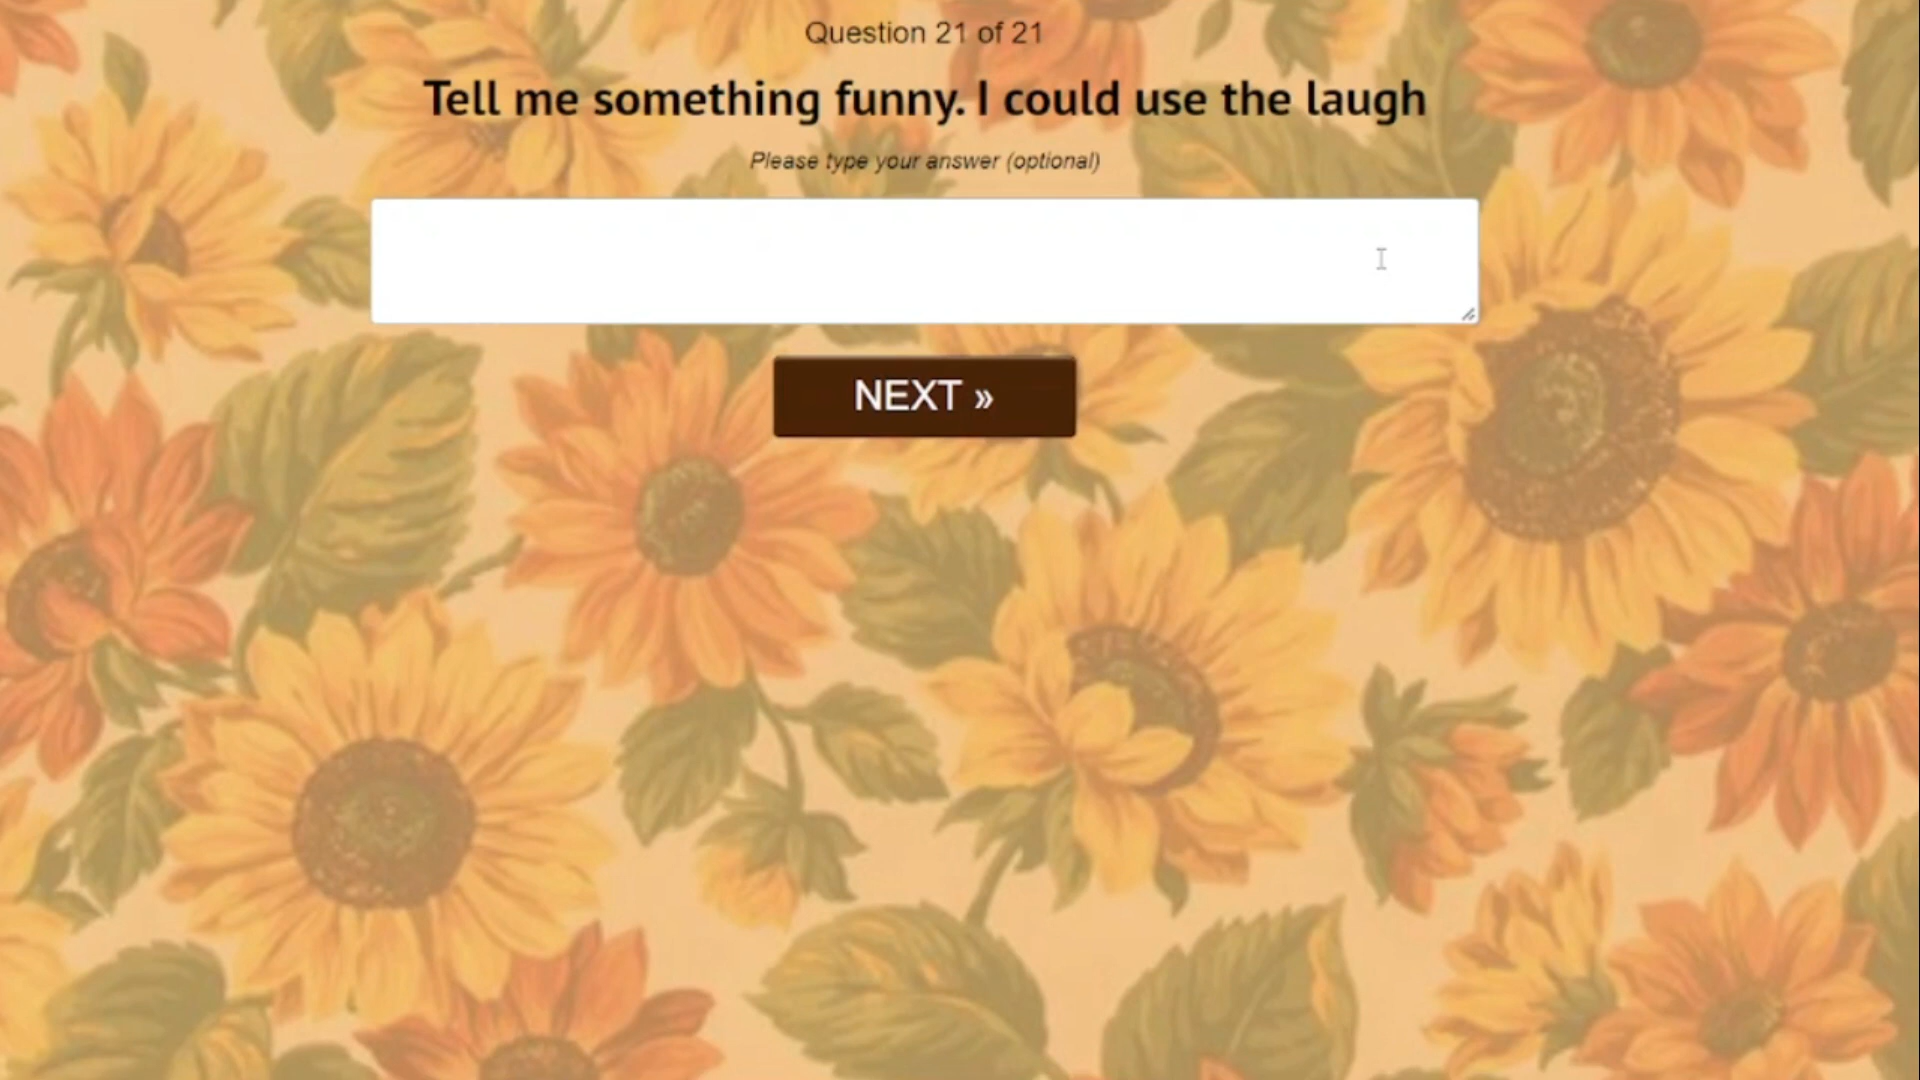 Question 21 of 21
Tell me something funny. I could use the laugh
Please type your answer (optional)
NEXT »